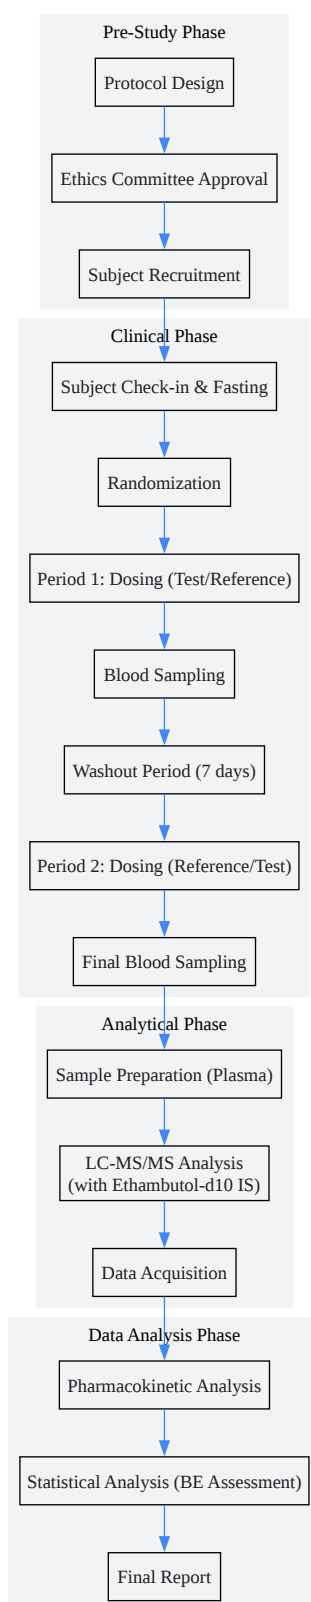 Pre-Study Phase
Protocol Design
Ethics Committee Approval
Subject Recruitment
Clinical Phase
Subject Check-in & Fasting
Randomization
Period 1: Dosing (Test/Reference)
Blood Sampling
Washout Period (7 days)
Period 2: Dosing (Reference/Test)
Final Blood Sampling
Analytical Phase
Sample Preparation (Plasma)
LC-MS/MS Analysis
(with Ethambutol-d10 IS)
Data Acquisition
Data Analysis Phase
Pharmacokinetic Analysis
Statistical Analysis (BE Assessment)
Final Report